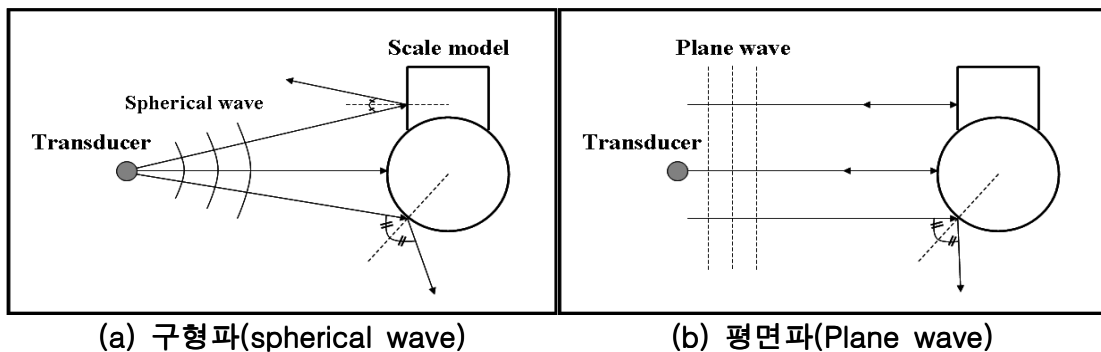 Scale model
Spherical wave
Transducer
(a) 구형파(spherical wave)
Plane wave
Transducer
(b) 평면파(Plane wave)